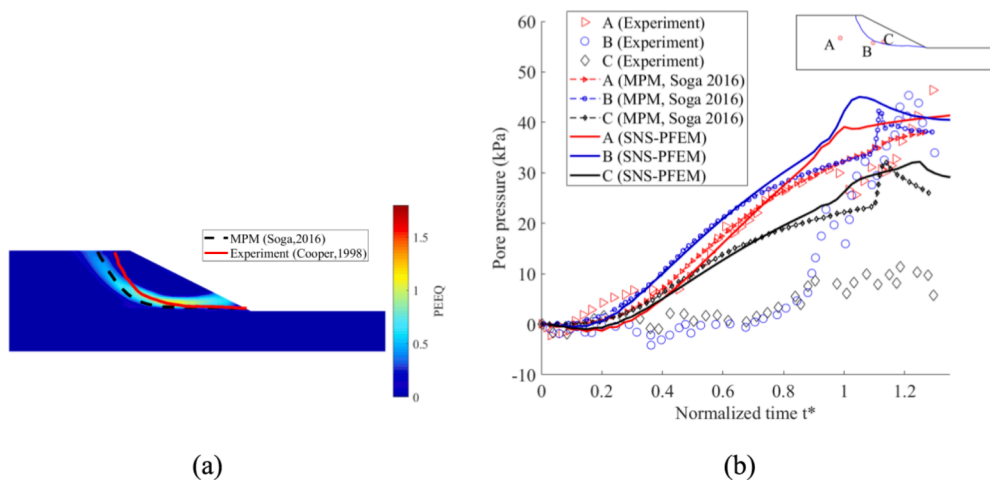 MPM (Soga,2016)
Experiment (Cooper,1998)
PEEQ
1.5
1
0.5
0
(a)
A (Experiment)
B (Experiment)
C (Experiment)
A (MPM, Soga 2016)
B (MPM, Soga 2016)
C (MPM, Soga 2016)
A (SNS-PFEM)
B (SNS-PFEM)
C (SNS-PFEM)
A
B
C
Pore pressure (kPa)
60
50
40
30
20
10
0
-10
0
0.2
0.4
0.6
0.8
1
1.2
Normalized time t*
(b)